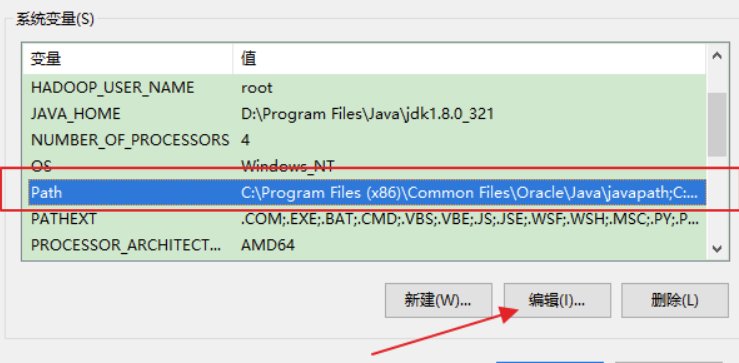 系统变量(S)
变量 值
HADOOP_USER_NAME root
JAVA_HOME D:\Program Files\Java\jdk1.8.0_321
NUMBER_OF_PROCESSORS 4
OS Windows_NT
Path C:\Program Files (x86)\Common Files\Oracle\Java\javapath;C:...
PATHEXT .COM;.EXE;.BAT;.CMD;.VBS;.VBE;.JS;.JSE;.WSF;.WSH;.MSC;.PY;.P...
PROCESSOR_ARCHITECT... AMD64
新建(W)... 编辑(I)... 删除(L)